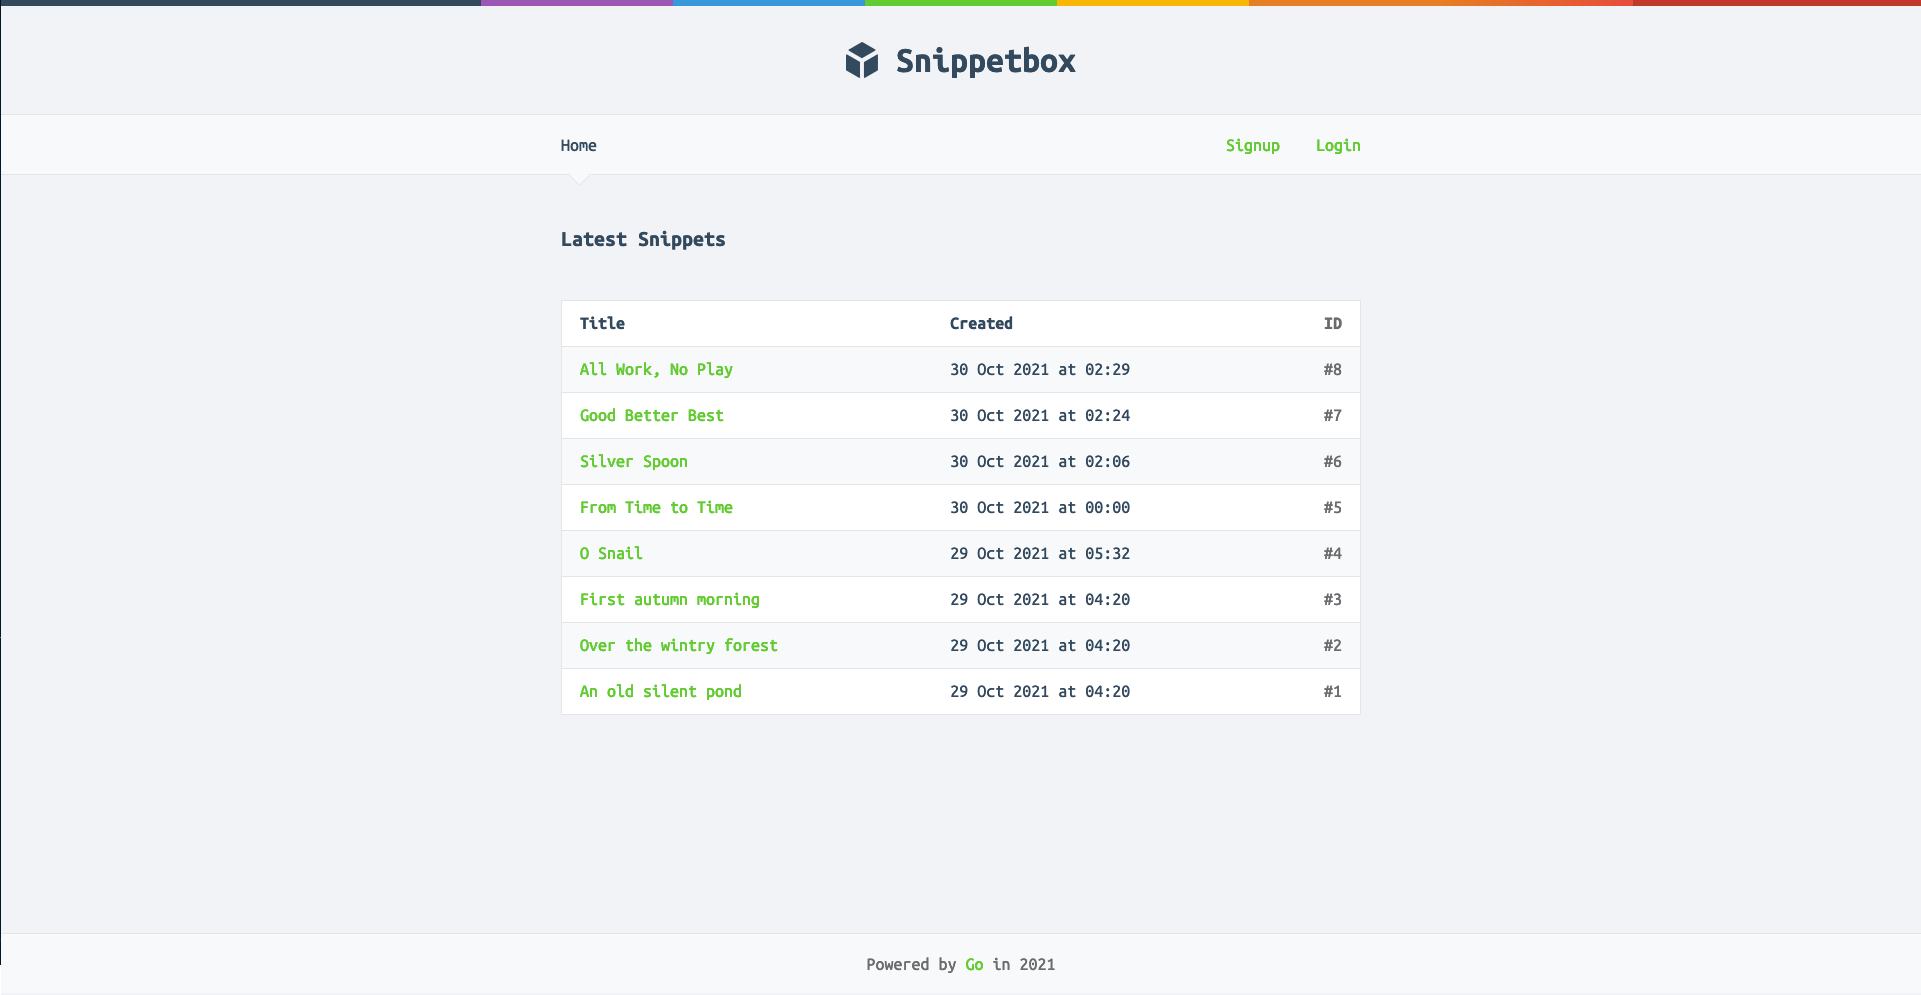 Snippetbox
Home Signup Login
Latest Snippets
Title Created ID
All Work, No Play 30 Oct 2021 at 02:29 #8
Good Better Best 30 Oct 2021 at 02:24 #7
Silver Spoon 30 Oct 2021 at 02:06 #6
From Time to Time 30 Oct 2021 at 00:00 #5
O Snail 29 Oct 2021 at 05:32 #4
First autumn morning 29 Oct 2021 at 04:20 #3
Over the wintry forest 29 Oct 2021 at 04:20 #2
An old silent pond 29 Oct 2021 at 04:20 #1
Powered by Go in 2021